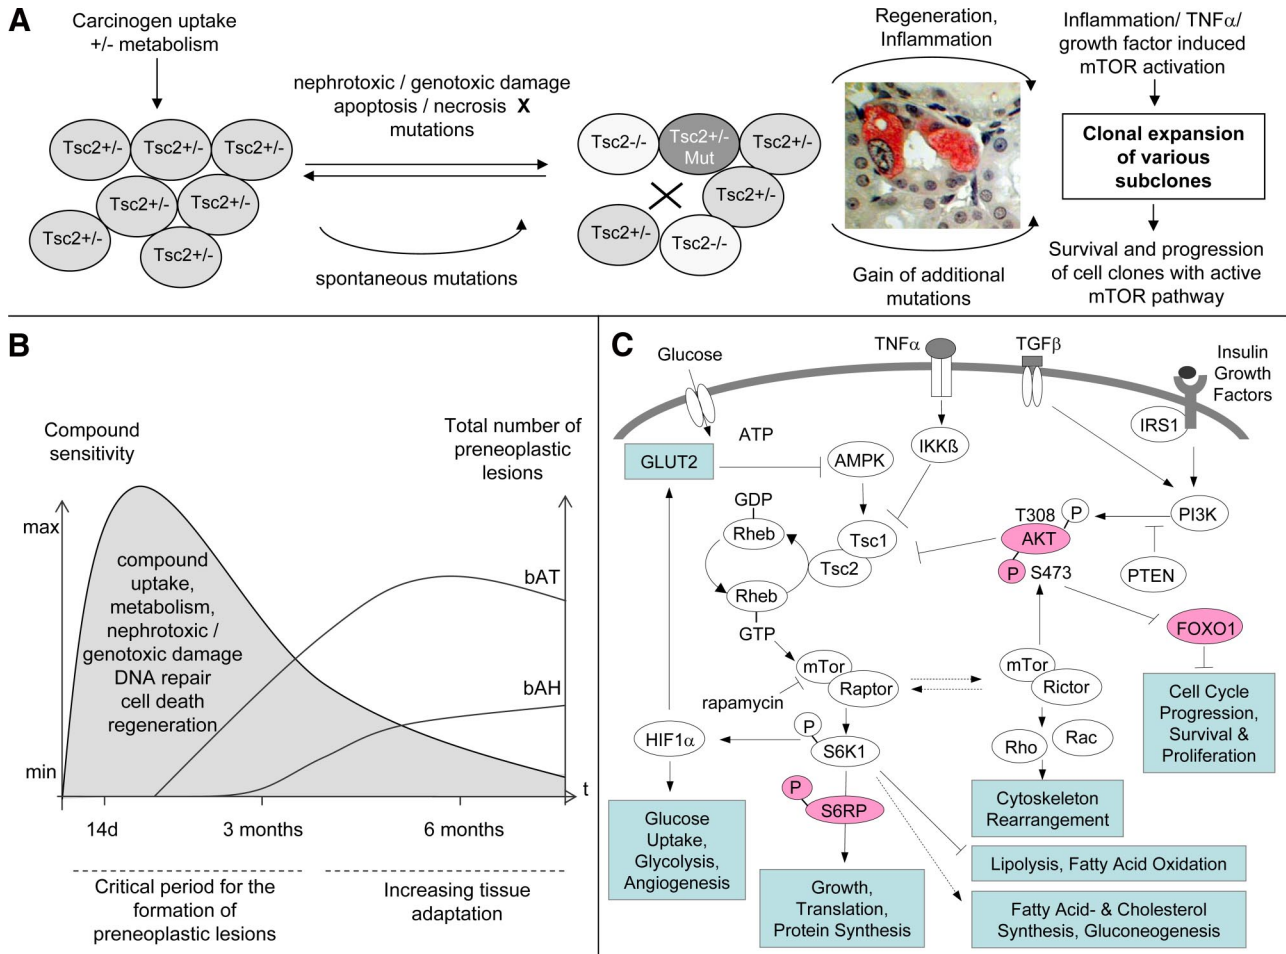 A
Carcinogen uptake
+/- metabolism
Tsc2+/-
Tsc2+/-
Tsc2+/-
Tsc2+/-
Tsc2+/-
Tsc2+/-
Tsc2+/-
nephrotoxic / genotoxic damage
apoptosis / necrosis X
mutations
spontaneous mutations
Tsc2-/-
Tsc2+/-
Mut
Tsc2+/-
Tsc2+/-
Tsc2+/-
Tsc2-/-
Regeneration,
Inflammation
Gain of additional
mutations
Inflammation/ TNFα/
growth factor induced
mTOR activation
Clonal expansion
of various
subclones
Survival and progression
of cell clones with active
mTOR pathway
B
Compound
sensitivity
Total number of
preneoplastic
lesions
max
min
compound
uptake,
metabolism,
nephrotoxic /
genotoxic damage
DNA repair
cell death
regeneration
bAT
bAH
t
14d
3 months
6 months
Critical period for the
formation of
preneoplastic lesions
Increasing tissue
adaptation
C
Glucose
TNFα
TGFβ
Insulin
Growth
Factors
IRS1
ATP
GLUT2
AMPK
IKKß
GDP
Rheb
Tsc1
Tsc2
Rheb
GTP
T308
P
AKT
P
S473
PI3K
PTEN
FOXO1
mTor
Raptor
rapamycin
mTor
Rictor
Cell Cycle
Progression,
Survival &
Proliferation
HIF1α
P
S6K1
Rho
Rac
P
S6RP
Cytoskeleton
Rearrangement
Glucose
Uptake,
Glycolysis,
Angiogenesis
Lipolysis, Fatty Acid Oxidation
Growth,
Translation,
Protein Synthesis
Fatty Acid- & Cholesterol
Synthesis, Gluconeogenesis